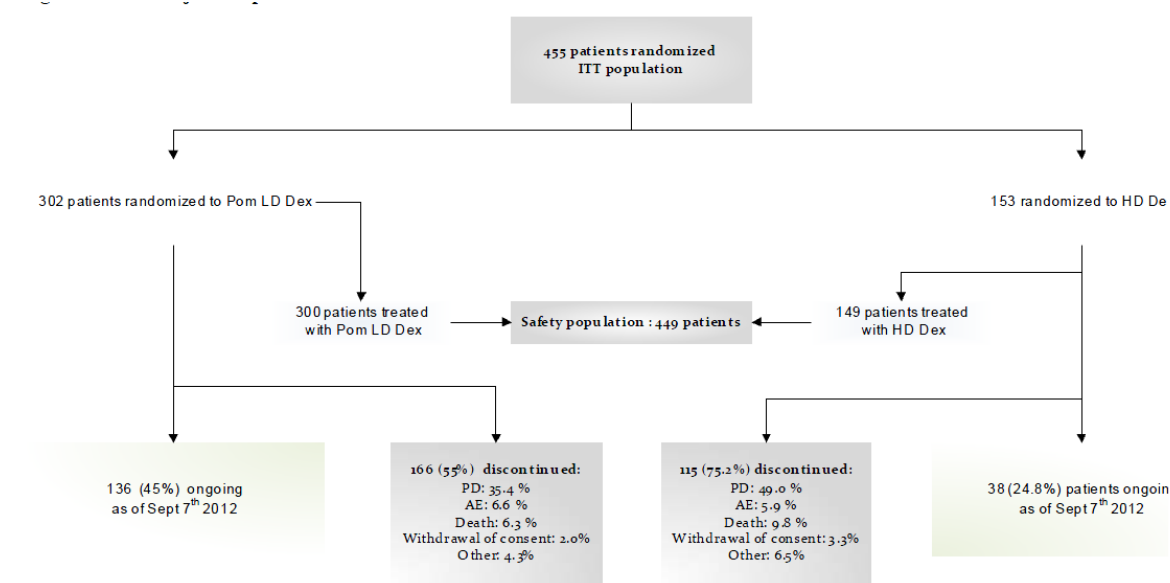 455 patients randomized
ITT population
302 patients randomized to Pom LD Dex
153 randomized to HD De
300 patients treated
with Pom LD Dex
Safety population : 449 patients
149 patients treated
with HD Dex
136 (45%) ongoing
as of Sept 7th 2012
166 (55%) discontinued:
PD: 35.4 %
AE: 6.6 %
Death: 6.3 %
Withdrawal of consent: 2.0%
Other: 4.3%
115 (75.2%) discontinued:
PD: 49.0 %
AE: 5.9 %
Death: 9.8 %
Withdrawal of consent: 3.3%
Other: 6.5%
38 (24.8%) patients ongoin
as of Sept 7th 2012